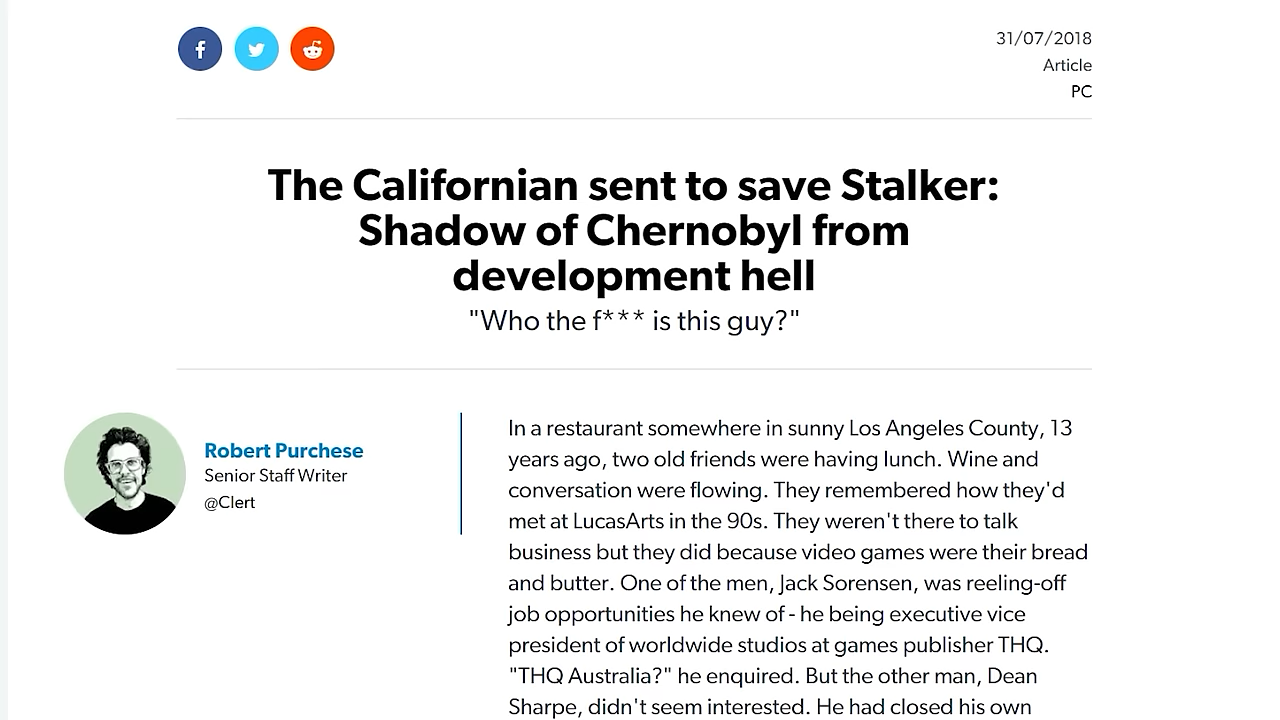 31/07/2018
Article
PC
The Californian sent to save Stalker:
Shadow of Chernobyl from
development hell
"Who the f*** is this guy?"
Robert Purchese
Senior Staff Writer
@Clert
In a restaurant somewhere in sunny Los Angeles County, 13
years ago, two old friends were having lunch. Wine and
conversation were flowing. They remembered how they'd
met at LucasArts in the 90s. They weren't there to talk
business but they did because video games were their bread
and butter. One of the men, Jack Sorensen, was reeling-off
job opportunities he knew of - he being executive vice
president of worldwide studios at games publisher THQ.
"THQ Australia?" he enquired. But the other man, Dean
Sharpe, didn't seem interested. He had closed his own